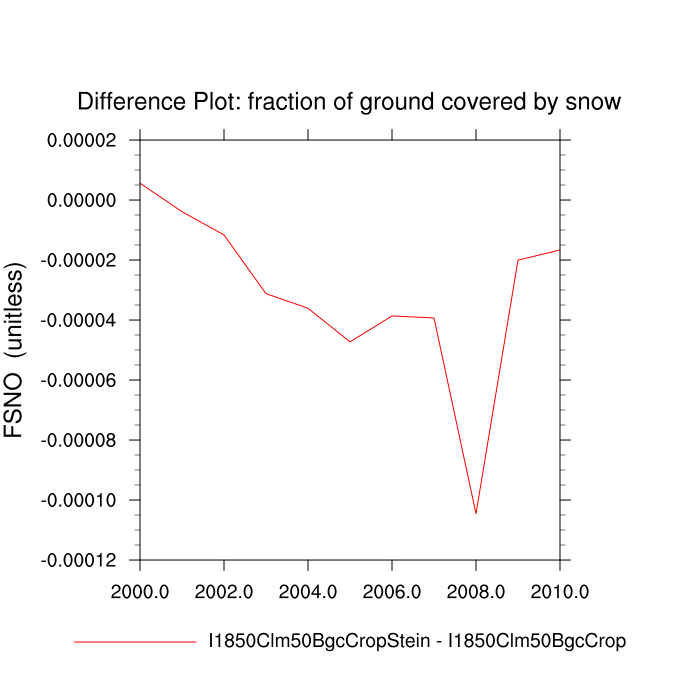 Difference Plot: fraction of ground covered by snow
0.00002
0.00000
-0.00002
-0.00004
-0.00006
-0.00008
-0.00010
-0.00012
FSNO (unitless)
2000.0 2002.0 2004.0 2006.0 2008.0 2010.0
I1850Clm50BgcCropStein - I1850Clm50BgcCrop